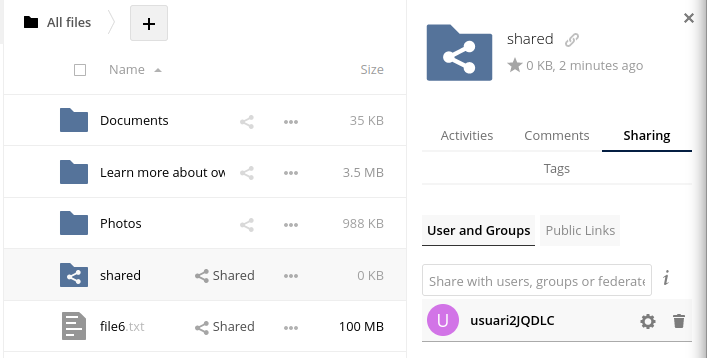 All files
+
Name
Size
Documents
35 KB
Learn more about ow
3.5 MB
Photos
988 KB
shared
Shared
0 KB
file6.txt
Shared
100 MB
shared
0 KB, 2 minutes ago
Activities
Comments
Sharing
Tags
User and Groups
Public Links
Share with users, groups or federate
i
U
usuari2JQDLC